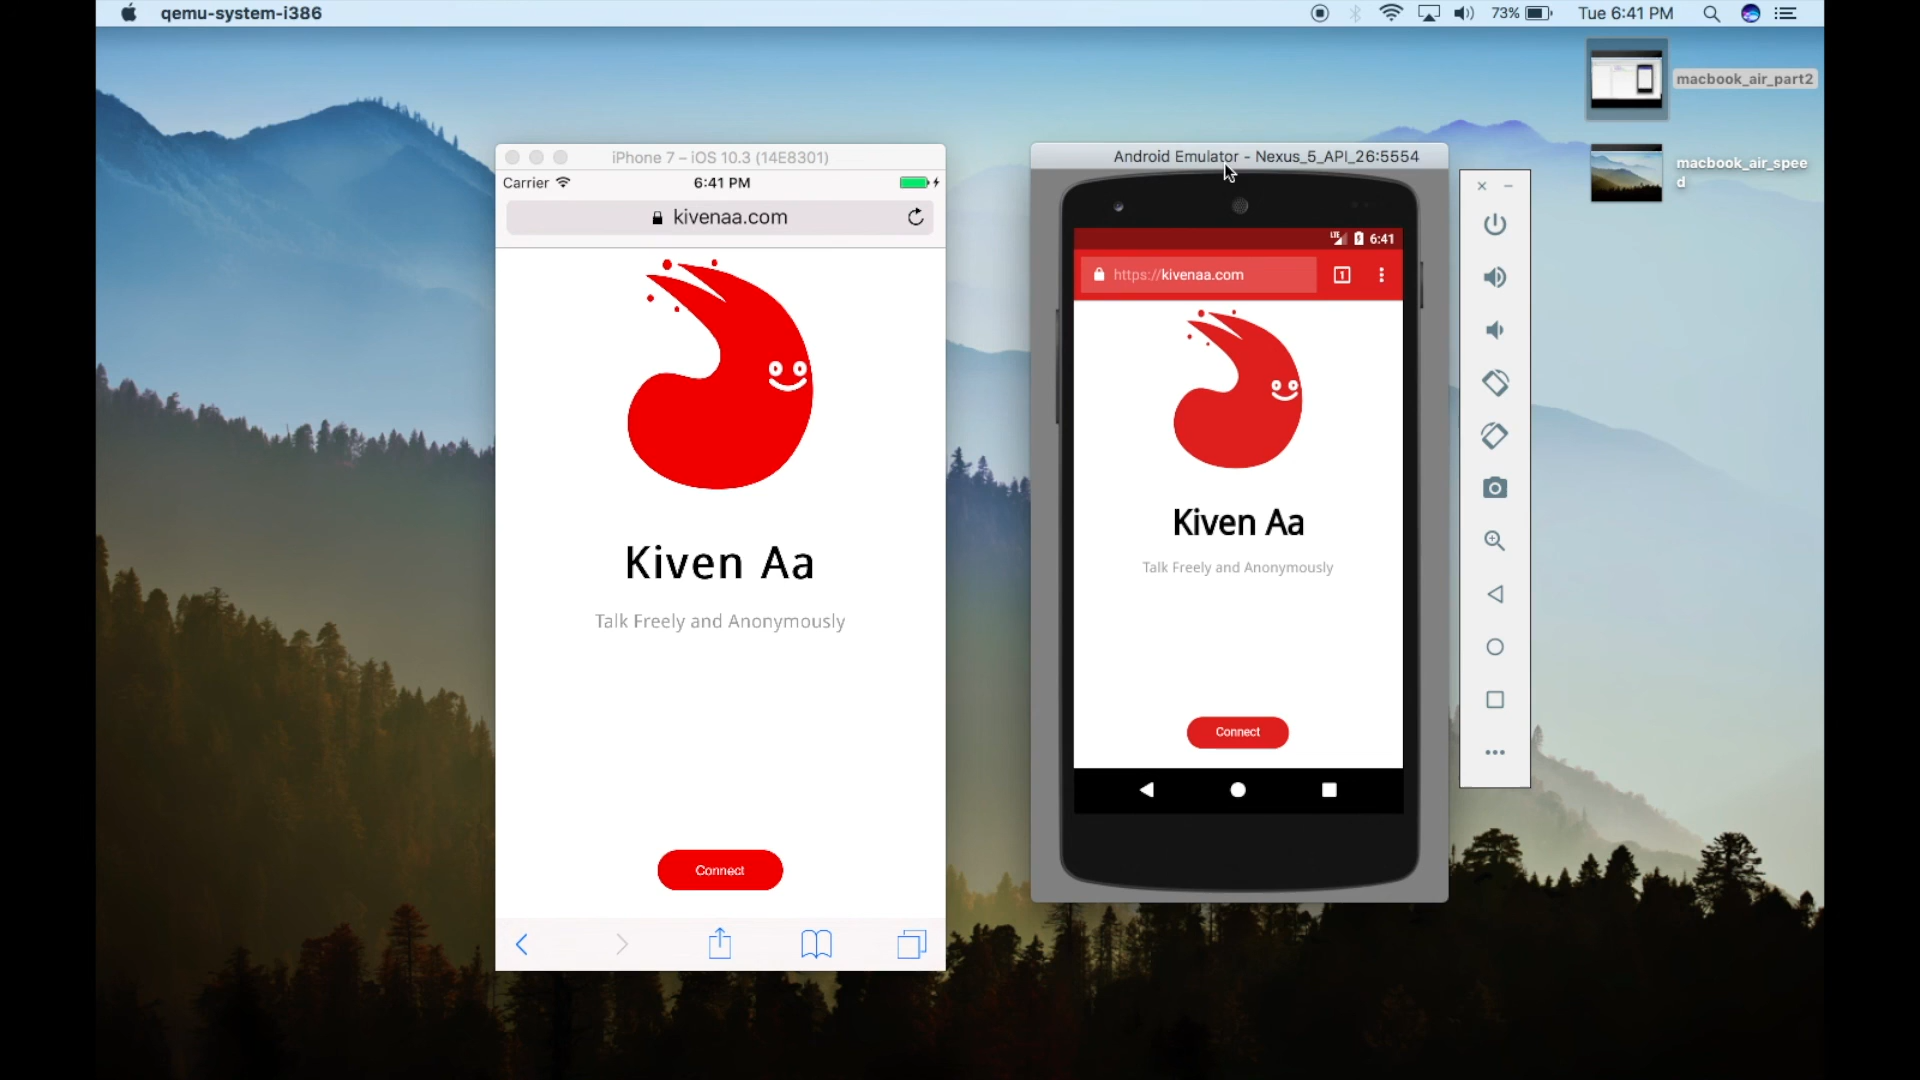 qemu-system-i386
73%
Tue 6:41 PM
macbook_air_part2
macbook_air_spee
d
iPhone 7 – iOS 10.3 (14E8301)
Carrier
6:41 PM
kivenaa.com
Kiven Aa
Talk Freely and Anonymously
Connect
Android Emulator - Nexus_5_API_26:5554
LTE
6:41
https://kivenaa.com
1
Kiven Aa
Talk Freely and Anonymously
Connect